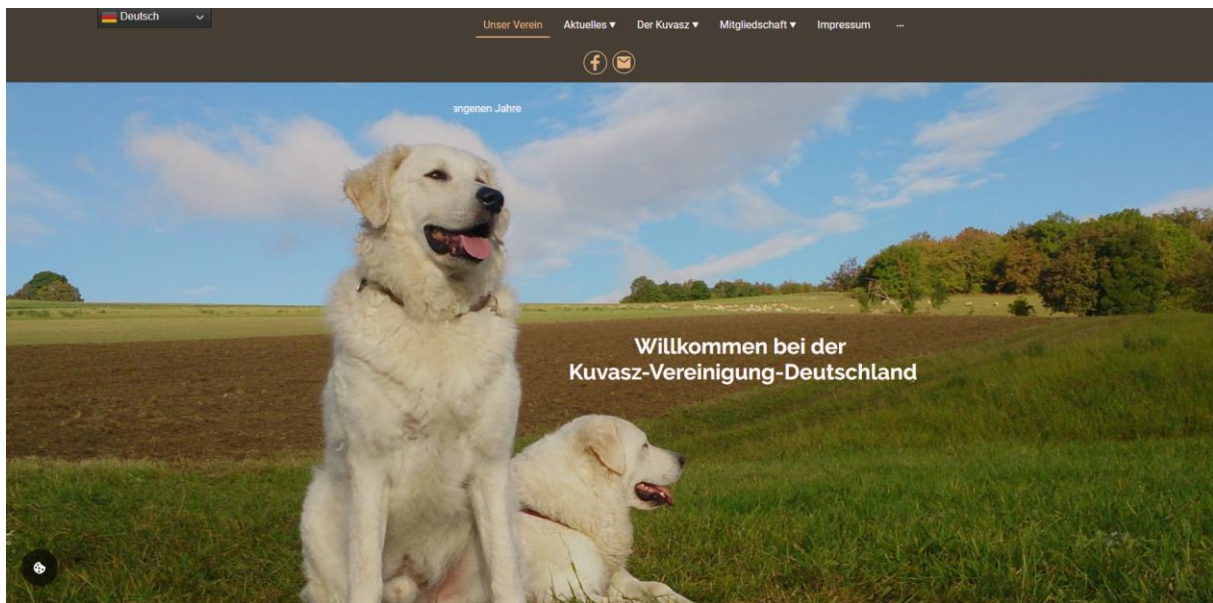 Deutsch
Unser Verein Aktuelles ▾ Der Kuvasz ▾ Mitgliedschaft ▾ Impressum ...
angenen Jahre
Willkommen bei der
Kuvasz-Vereinigung-Deutschland